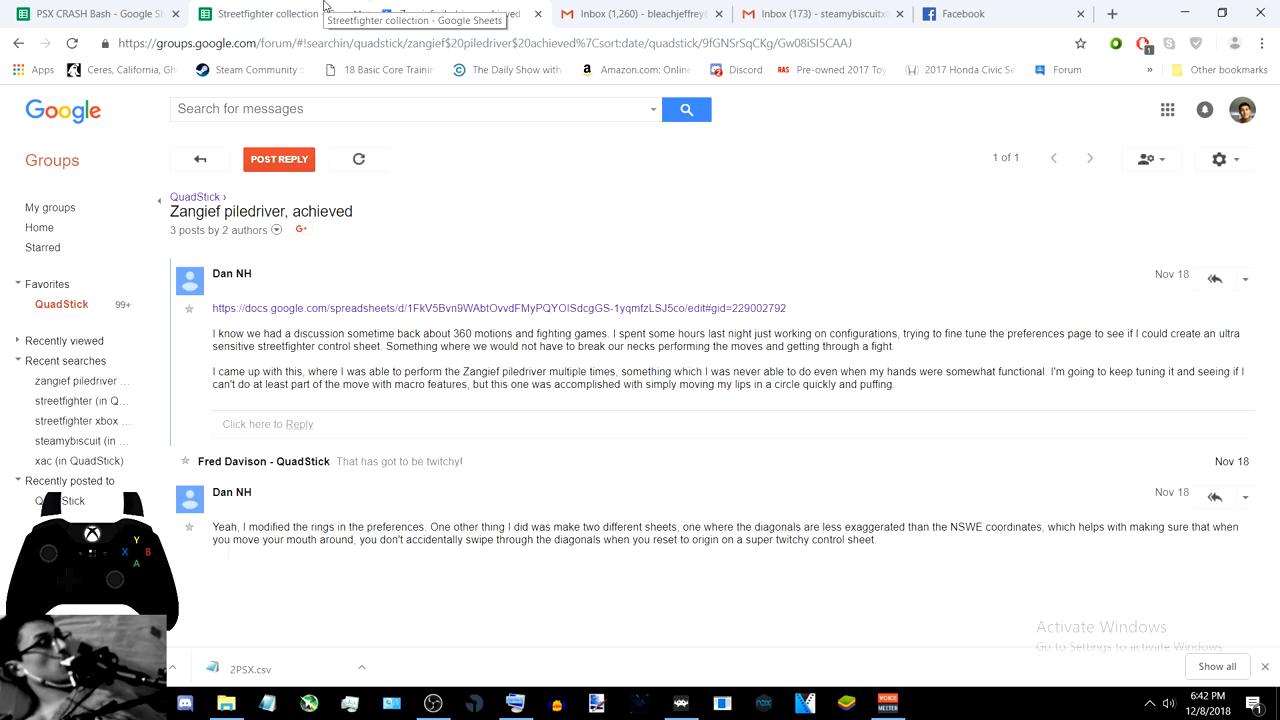 PSX CRASH Bash - Google Sh
Streetfighter collection
Inbox (1,260) - bleachjeffrey
Inbox (173) - steamybiscuitx
Facebook
Streetfighter collection - Google Sheets
https://groups.google.com/forum/#!searchin/quadstick/zangief$20piledriver$20achieved%7Csort:date/quadstick/9fGNSrSqCKg/Gw08iSI5CAAJ
Apps
Ceres, California, Gh
Steam Community :
18 Basic Core Trainin
The Daily Show with
Amazon.com: Online
Discord
RAS
Pre-owned 2017 Toy
2017 Honda Civic Se
Forum
»
Other bookmarks
Google
Search for messages
Groups
POST REPLY
1 of 1
QuadStick ›
Zangief piledriver, achieved
3 posts by 2 authors
G+
My groups
Home
Starred
Favorites
QuadStick 99+
Recently viewed
Recent searches
zangief piledriver ...
streetfighter (in Q...
streetfighter xbox ...
steamybiscuit (in ...
xac (in QuadStick)
Recently posted to
Dan NH
Nov 18
https://docs.google.com/spreadsheets/d/1FkV5Bvn9WAbtOvvdFMyPQYOlSdcgGS-1yqmfzLSJ5co/edit#gid=229002792
I know we had a discussion sometime back about 360 motions and fighting games. I spent some hours last night just working on configurations, trying to fine tune the preferences page to see if I could create an ultra
sensitive streetfighter control sheet. Something where we would not have to break our necks performing the moves and getting through a fight.
I came up with this, where I was able to perform the Zangief piledriver multiple times, something which I was never able to do even when my hands were somewhat functional. I'm going to keep tuning it and seeing if I
can't do at least part of the move with macro features, but this one was accomplished with simply moving my lips in a circle quickly and puffing.
Click here to Reply
Fred Davison - QuadStick That has got to be twitchy!
Nov 18
Dan NH
Nov 18
Yeah, I modified the rings in the preferences. One other thing I did was make two different sheets, one where the diagonals are less exaggerated than the NSWE coordinates, which helps with making sure that when
you move your mouth around, you don't accidentally swipe through the diagonals when you reset to origin on a super twitchy control sheet.
Y
X
B
A
Activate Windows
Go to Settings to activate Windows.
2PSX.csv
Show all
VOICE
MEETER
6:42 PM
12/8/2018